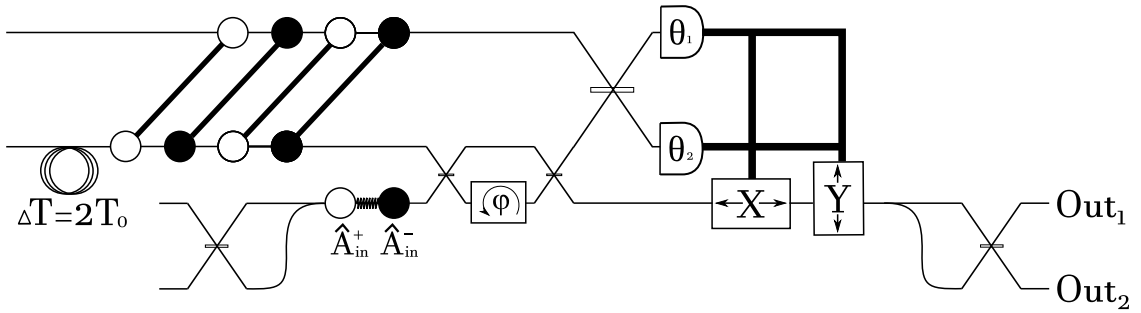 θ₁
θ₂
φ
ΔT=2T₀
X
Y
Out₁
Â⁺in Â⁻in
Out₂